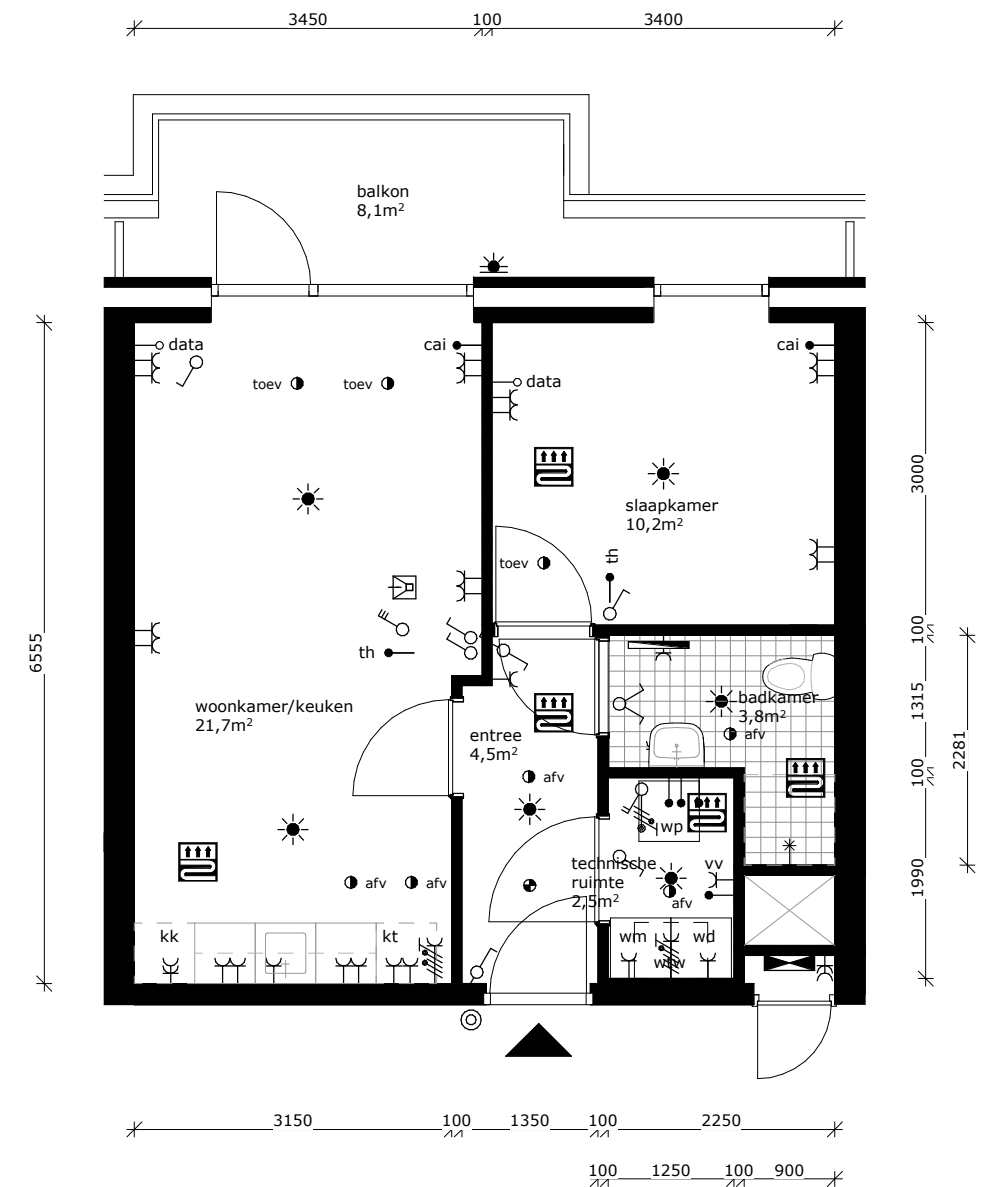 3450
100
3400
balkon
8,1m²
data
cai
cai
toev
toev
data
slaapkamer
10,2m²
toev
th
th
3000
100
1315
100
1990
2281
6555
woonkamer/keuken
21,7m²
entree
4,5m²
badkamer
3,8m²
afv
afv
wp
technische
ruimte
2,5m²
vv
afv
afv
afv
kk
kt
wm
wd
wtw
3150
100
1350
100
2250
100
1250
100
900